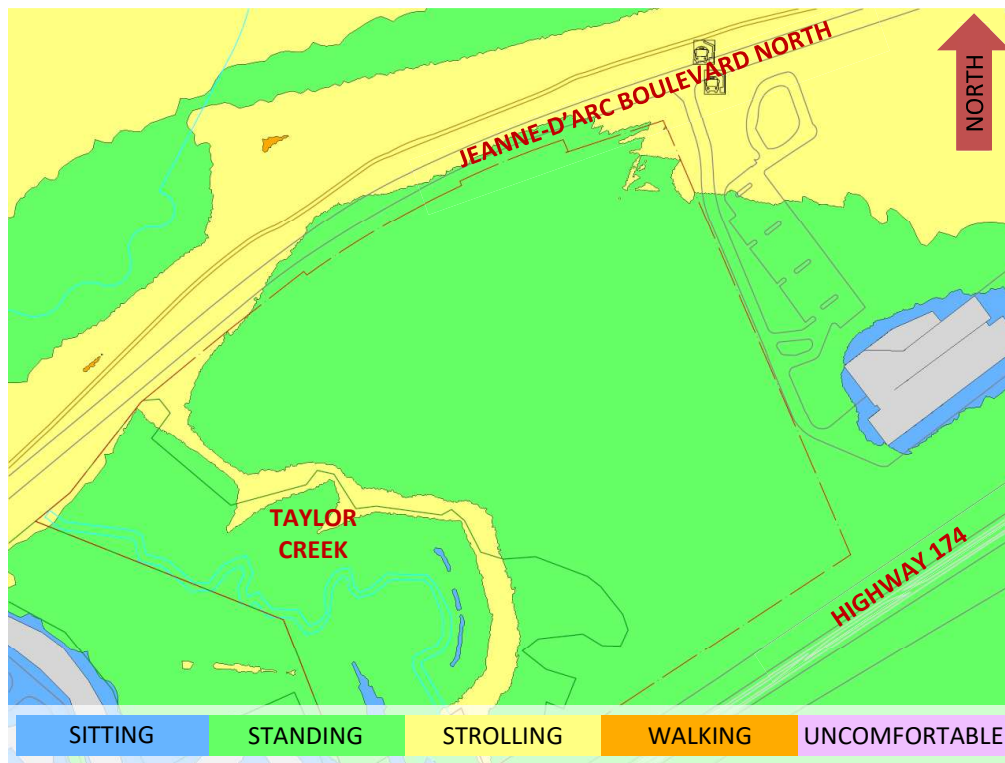 JEANNE-D'ARC BOULEVARD NORTH
NORTH
TAYLOR
CREEK
HIGHWAY 174
SITTING
STANDING
STROLLING
WALKING
UNCOMFORTABLE